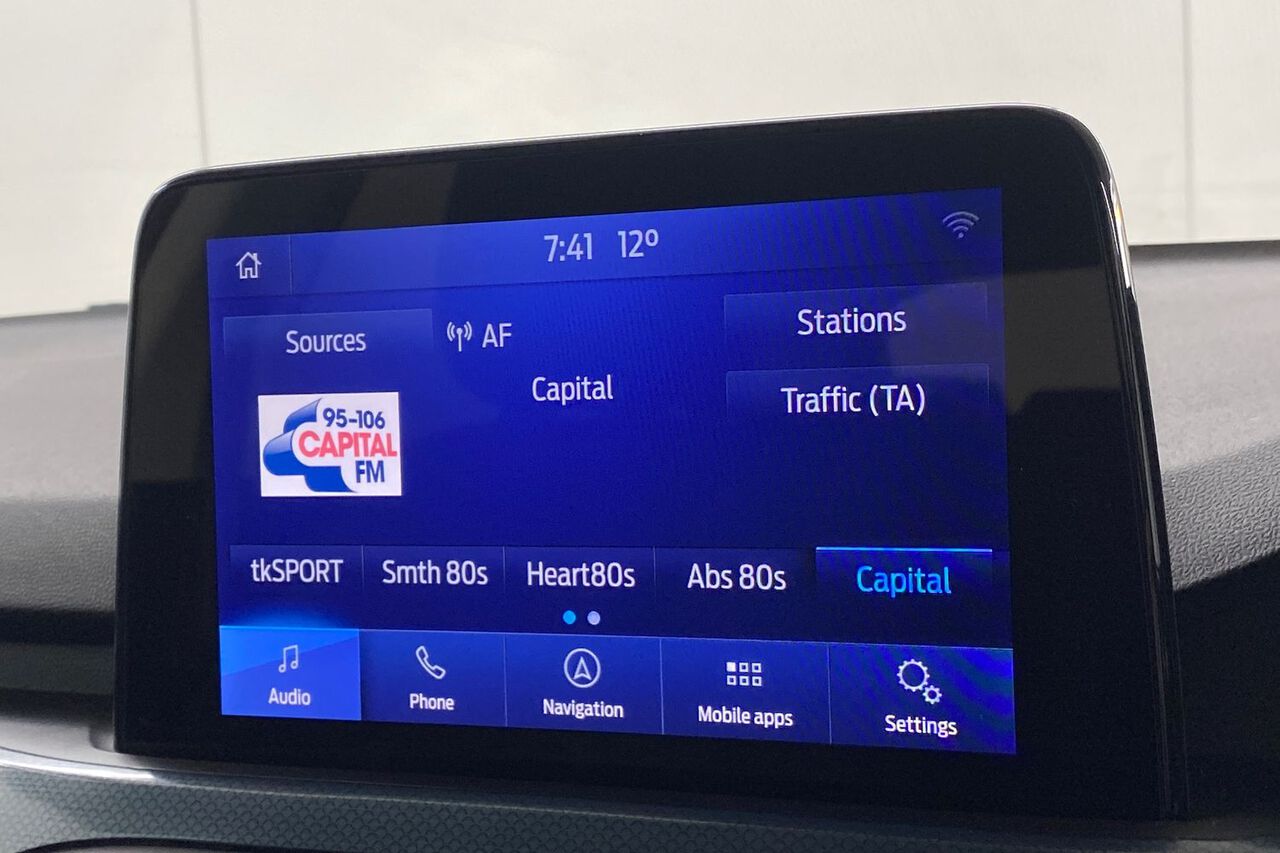 7:41 12º
Sources
AF
Stations
Capital
Traffic (TA)
95-106
CAPITAL
FM
tkSPORT Smth 80s Heart80s Abs 80s Capital
Audio Phone Navigation Mobile apps Settings